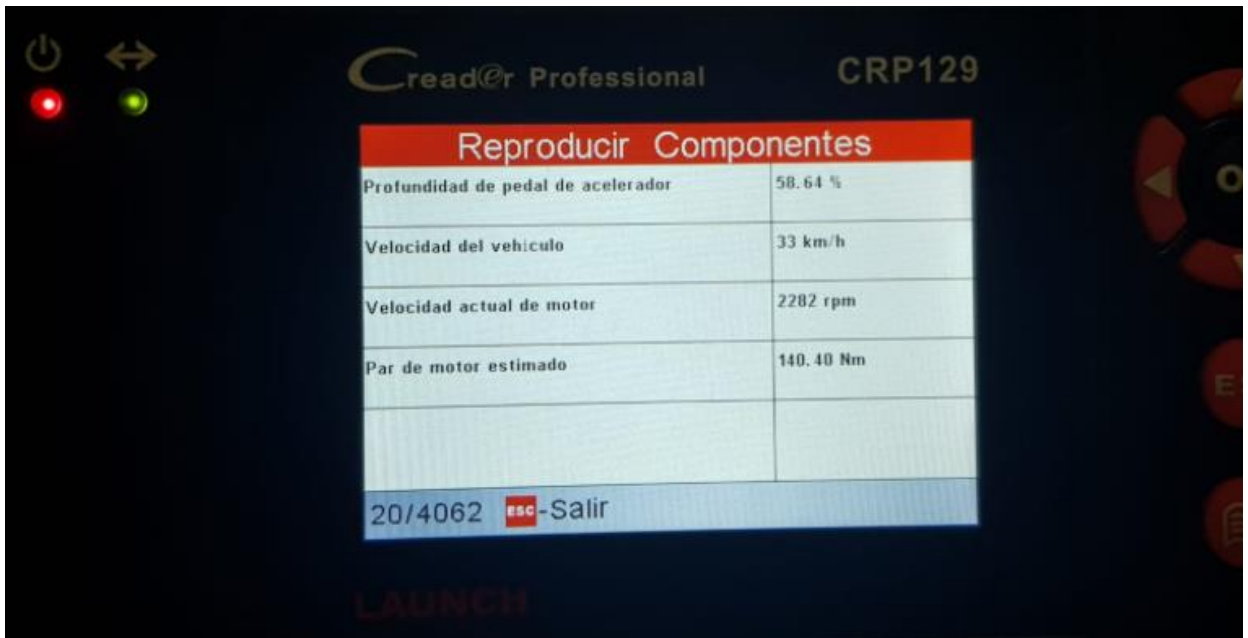 Cread@r Professional CRP129
Reproducir Componentes
Profundidad de pedal de acelerador 58.64 %
Velocidad del vehiculo 33 km/h
Velocidad actual de motor 2282 rpm
Par de motor estimado 140.40 Nm
20/4062 ESC-Salir
LAUNCH